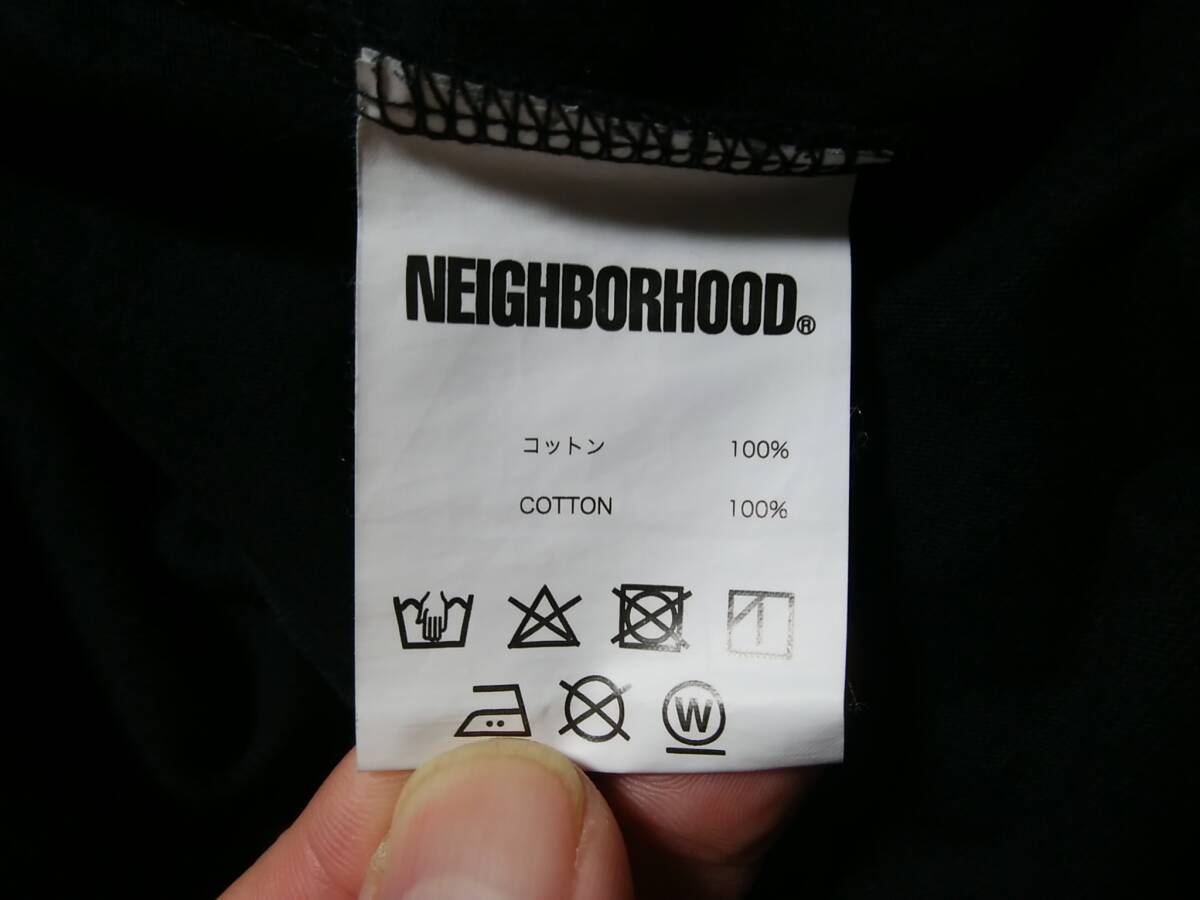 NEIGHBORHOOD®
コットン 100%
COTTON 100%
W